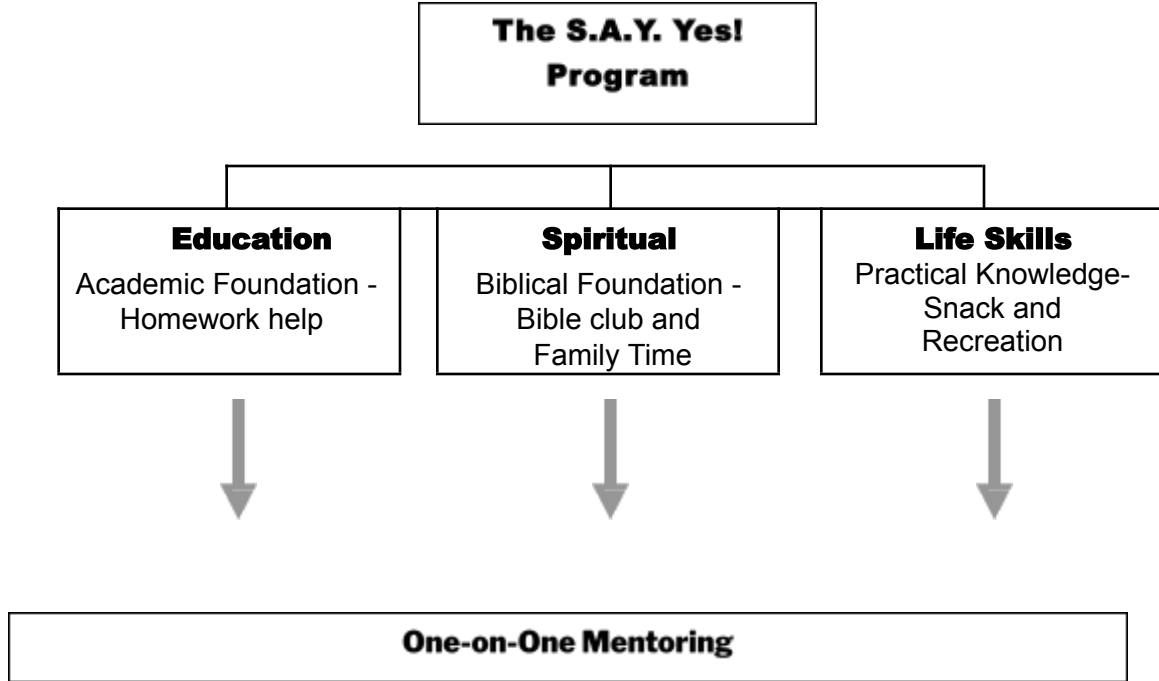 The S.A.Y. Yes!
Program
Education
Academic Foundation -
Homework help
Spiritual
Biblical Foundation -
Bible club and
Family Time
Life Skills
Practical Knowledge-
Snack and
Recreation
One-on-One Mentoring